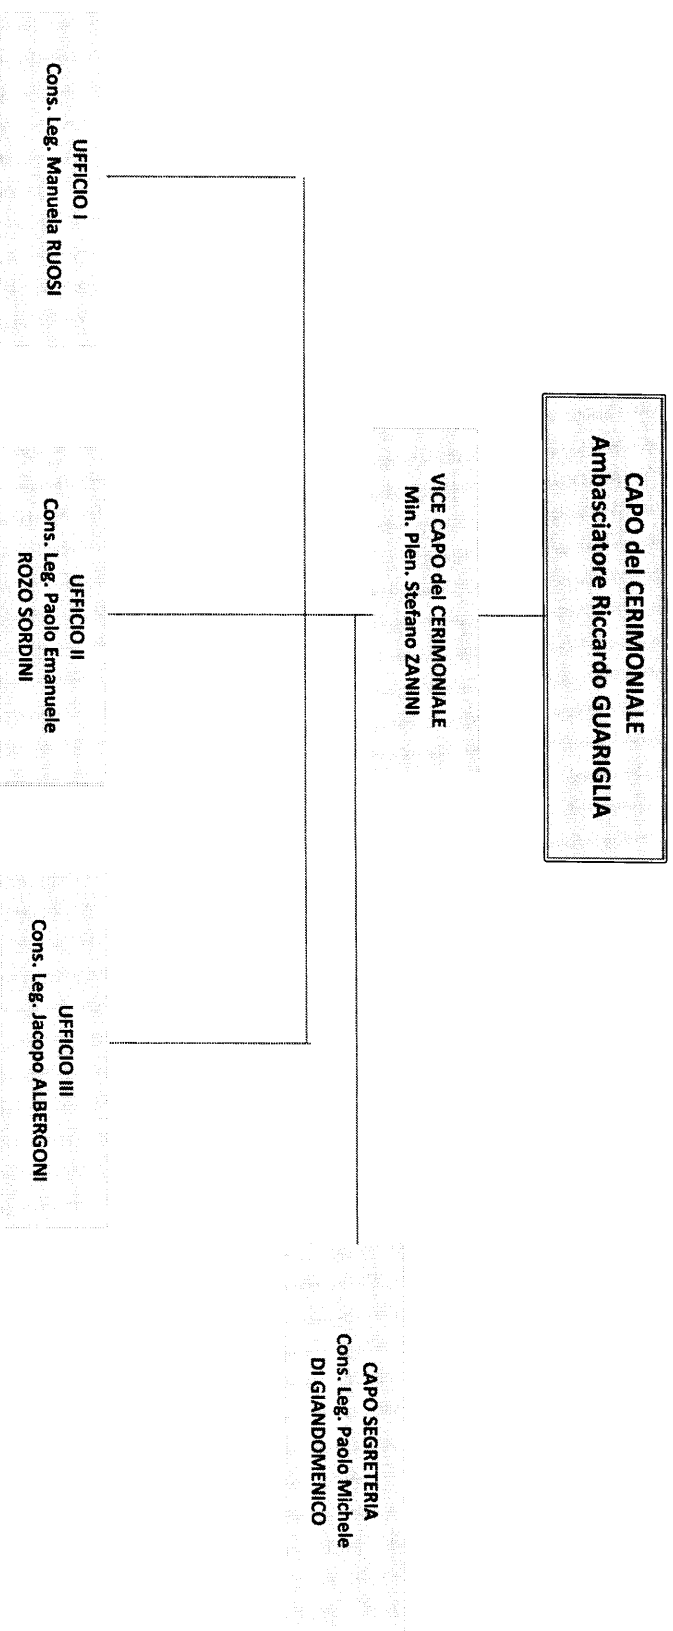 CAPO del CERIMONIALE
Ambasciatore Riccardo GUARIGLIA
VICE CAPO del CERIMONIALE
Min. Plen. Stefano ZANINI
CAPO SEGRETERIA
Cons. Leg. Paolo Michele
DI GIANDOMENICO
UFFICIO I
Cons. Leg. Manuela RUOSI
UFFICIO II
Cons. Leg. Paolo Emanuele
ROZO SORDINI
UFFICIO III
Cons. Leg. Jacopo ALBERGONI